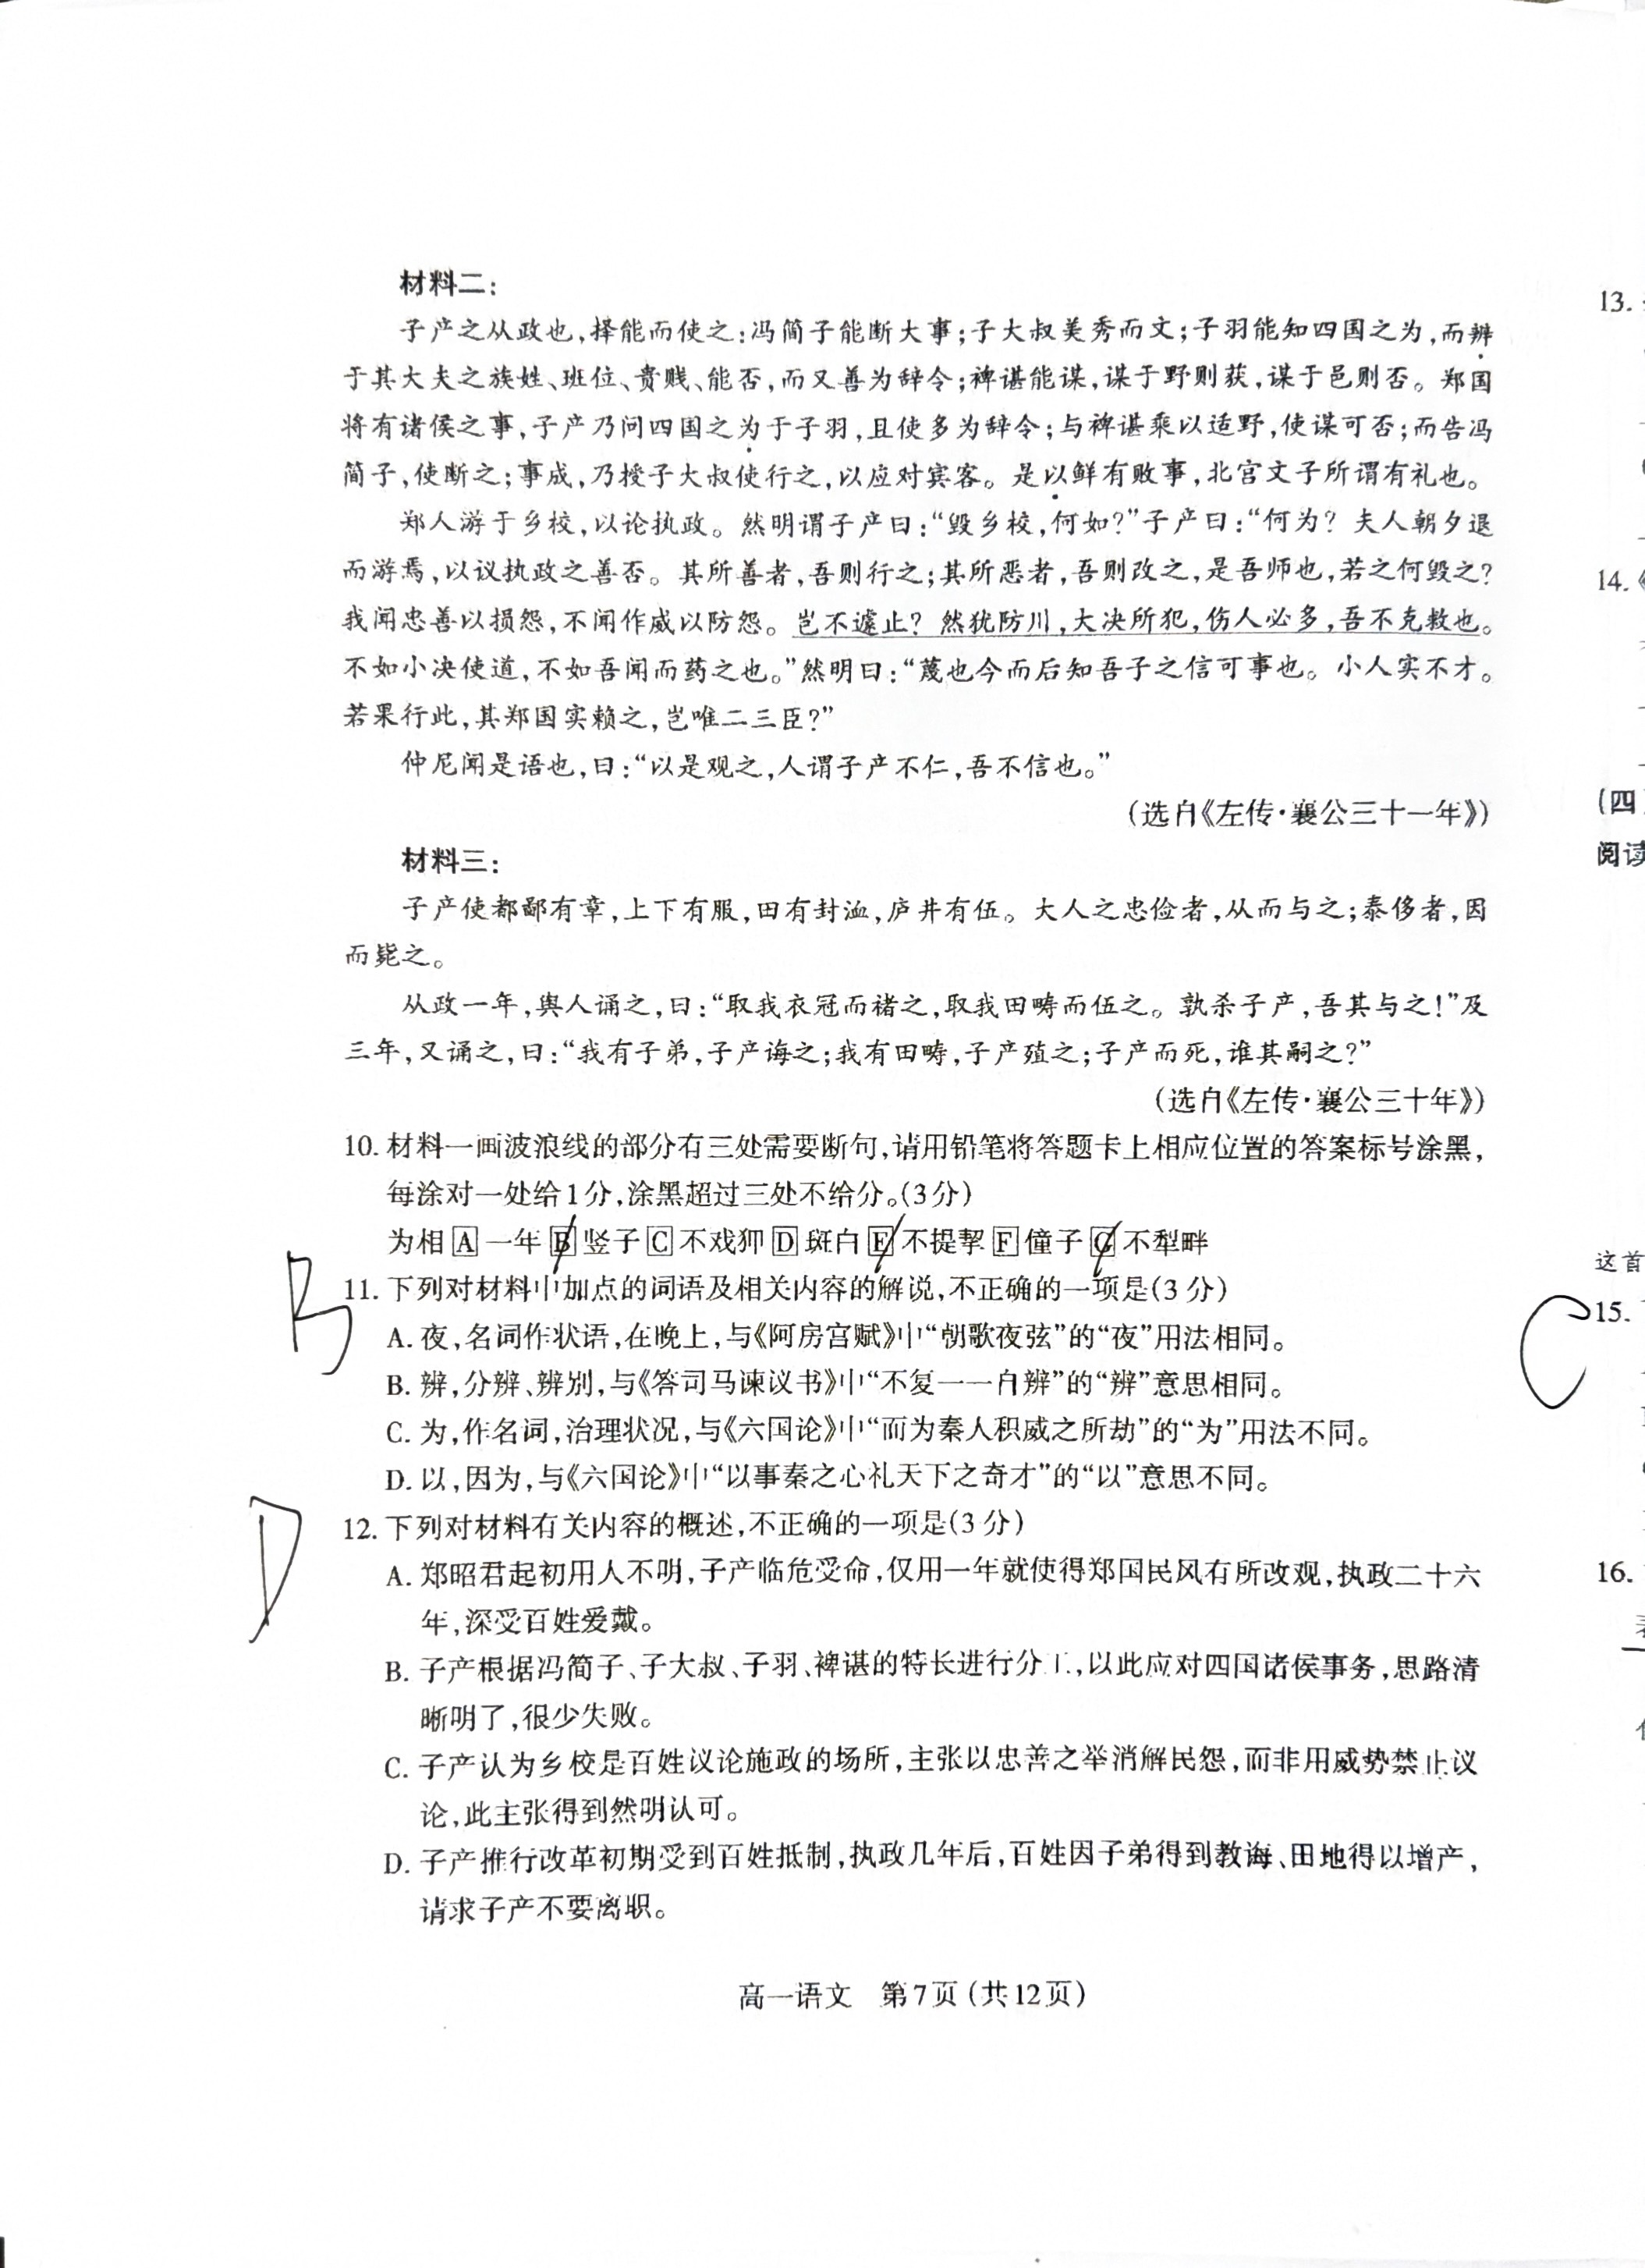 材料二：
子产之从政也，择能而使之：冯简子能断大事；子大叔美秀而文；子羽能知四国之为，而辨
于其大夫之族姓、班位、贵贱、能否，而又善为辞令；裨谌能谋，谋于野则获，谋于邑则否。郑国
将有诸侯之事，子产乃问四国之为于子羽，且使多为辞令；与裨谌乘以适野，使谋可否；而告冯
简子，使断之；事成，乃授子大叔使行之，以应对宾客。是以鲜有败事，北宫文子所谓有礼也。
郑人游于乡校，以论执政。然明谓子产曰：“毁乡校，何如？”子产曰：“何为？夫人朝夕退
而游焉，以议执政之善否。其所善者，吾则行之；其所恶者，吾则改之，是吾师也，若之何毁之？
我闻忠善以损怨，不闻作威以防怨。岂不遽止？然犹防川，大决所犯，伤人必多，吾不克救也。
不如小决使道，不如吾闻而药之也。”然明曰：“蔑也今而后知吾子之信可事也。小人实不才。
若果行此，其郑国实赖之，岂唯二三臣？”
仲尼闻是语也，曰：“以是观之，人谓子产不仁，吾不信也。”
（选自《左传·襄公三十一年》）
材料三：
子产使都鄙有章，上下有服，田有封洫，庐井有伍。大人之忠俭者，从而与之；泰侈者，因
而毙之。
从政一年，舆人诵之，曰：“取我衣冠而褚之，取我田畴而伍之。孰杀子产，吾其与之！”及
三年，又诵之，曰：“我有子弟，子产诲之；我有田畴，子产殖之；子产而死，谁其嗣之？”
（选自《左传·襄公三十年》）
10. 材料一画波浪线的部分有三处需要断句，请用铅笔将答题卡上相应位置的答案标号涂黑，
每涂对一处给1分，涂黑超过三处不给分。（3分）
为相 A 一年 B 竖子 C 不戏狎 D 斑白 E 不提挈 F 僮子 G 不犁畔
B
11. 下列对材料中加点的词语及相关内容的解说，不正确的一项是（3分）
A. 夜，名词作状语，在晚上，与《阿房宫赋》中“朝歌夜弦”的“夜”用法相同。
B. 辨，分辨、辨别，与《答司马谏议书》中“不复一一自辨”的“辨”意思相同。
C. 为，作名词，治理状况，与《六国论》中“而为秦人积威之所劫”的“为”用法不同。
D. 以，因为，与《六国论》中“以事秦之心礼天下之奇才”的“以”意思不同。
D
12. 下列对材料有关内容的概述，不正确的一项是（3分）
A. 郑昭君起初用人不明，子产临危受命，仅用一年就使得郑国民风有所改观，执政二十六
年，深受百姓爱戴。
B. 子产根据冯简子、子大叔、子羽、裨谌的特长进行分工，以此应对四国诸侯事务，思路清
晰明了，很少失败。
C. 子产认为乡校是百姓议论施政的场所，主张以忠善之举消解民怨，而非用威势禁止议
论，此主张得到然明认可。
D. 子产推行改革初期受到百姓抵制，执政几年后，百姓因子弟得到教诲、田地得以增产，
请求子产不要离职。
高一语文 第7页（共12页）
13.
14.
(四
阅读
这首
C
15.
16.